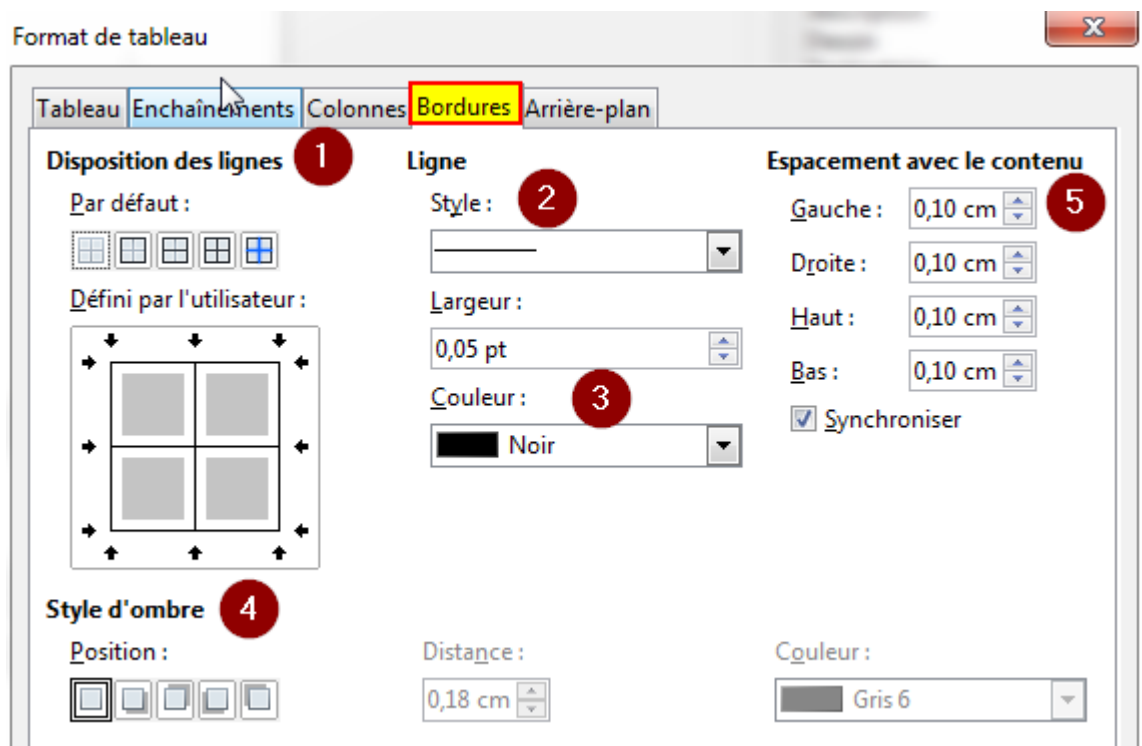 Format de tableau
Tableau Enchaînements Colonnes Bordures Arrière-plan
Disposition des lignes 1
Par défaut :
Défini par l'utilisateur :
Ligne
Style : 2
Largeur :
0,05 pt
Couleur : 3
Noir
Espacement avec le contenu
Gauche : 0,10 cm 5
Droite : 0,10 cm
Haut : 0,10 cm
Bas : 0,10 cm
Synchroniser
Style d'ombre 4
Position :
Distance :
0,18 cm
Couleur :
Gris 6